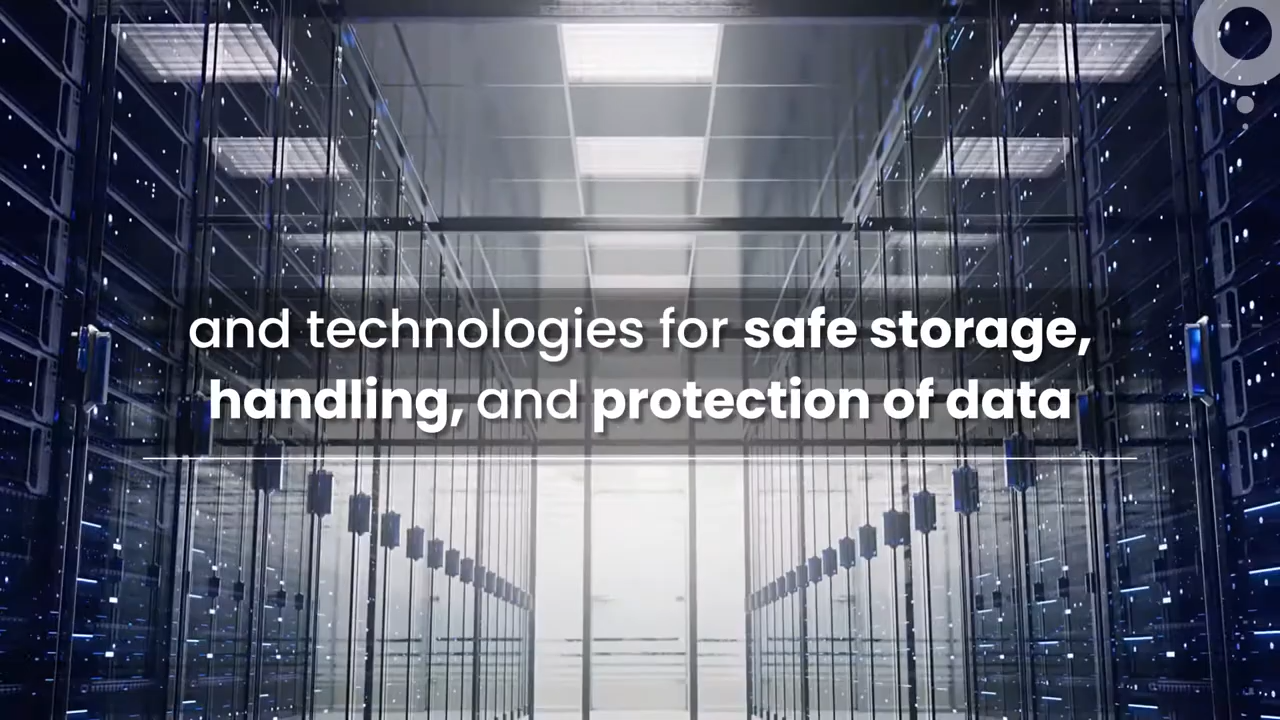 and technologies for safe storage,
handling, and protection of data